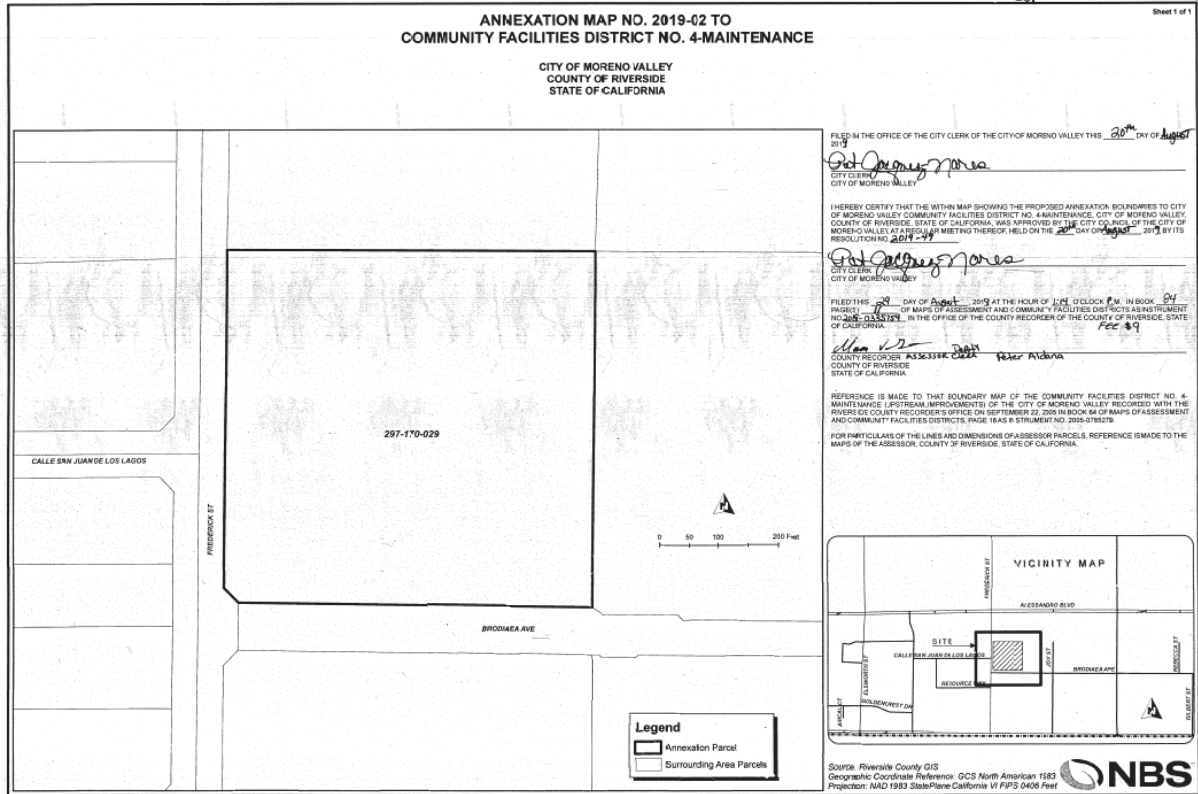 Sheet 1 of 1
ANNEXATION MAP NO. 2019-02 TO
COMMUNITY FACILITIES DISTRICT NO. 4-MAINTENANCE
CITY OF MORENO VALLEY
COUNTY OF RIVERSIDE
STATE OF CALIFORNIA
FILED IN THE OFFICE OF THE CITY CLERK OF THE CITY OF MORENO VALLEY THIS 20th DAY OF August
2019
CITY CLERK
CITY OF MORENO VALLEY
I HEREBY CERTIFY THAT THE WITHIN MAP SHOWING THE PROPOSED ANNEXATION BOUNDARIES TO CITY
OF MORENO VALLEY COMMUNITY FACILITIES DISTRICT NO. 4-MAINTENANCE, CITY OF MORENO VALLEY,
COUNTY OF RIVERSIDE, STATE OF CALIFORNIA, WAS APPROVED BY THE CITY COUNCIL OF THE CITY OF
MORENO VALLEY AT A REGULAR MEETING THEREOF, HELD ON THE 20th DAY OF August, 2019 BY ITS
RESOLUTION NO. 2019-49
CITY CLERK
CITY OF MORENO VALLEY
FILED THIS 29 DAY OF August, 2019 AT THE HOUR OF 1:14 O'CLOCK P.M. IN BOOK 84
PAGE(S) 11 OF MAPS OF ASSESSMENT AND COMMUNITY FACILITIES DISTRICTS AS INSTRUMENT
NO. IN THE OFFICE OF THE COUNTY RECORDER OF THE COUNTY OF RIVERSIDE, STATE
OF CALIFORNIA.
FEE $9
Deputy
COUNTY RECORDER ASSESSOR Clerk Peter Aldana
COUNTY OF RIVERSIDE
STATE OF CALIFORNIA
REFERENCE IS MADE TO THAT BOUNDARY MAP OF THE COMMUNITY FACILITIES DISTRICT NO. 4-
MAINTENANCE (UPSTREAM IMPROVEMENTS) OF THE CITY OF MORENO VALLEY RECORDED WITH THE
RIVERSIDE COUNTY RECORDER'S OFFICE ON SEPTEMBER 22, 2005 IN BOOK 64 OF MAPS OF ASSESSMENT
AND COMMUNITY FACILITIES DISTRICTS, PAGE 18 AS INSTRUMENT NO. 2005-0785279.
FOR PARTICULARS OF THE LINES AND DIMENSIONS OF ASSESSOR PARCELS, REFERENCE IS MADE TO THE
MAPS OF THE ASSESSOR, COUNTY OF RIVERSIDE, STATE OF CALIFORNIA.
297-170-029
CALLE SAN JUAN DE LOS LAGOS
FREDERICK ST
0 50 100 200 Feet
BRODIAEA AVE
Legend
Annexation Parcel
Surrounding Area Parcels
VICINITY MAP
FREDERICK ST
ALESSANDRO BLVD
SITE
CALLE SAN JUAN DE LOS LAGOS
JOY ST
REBECCA ST
BRODIAEA AVE
ELSWORTH ST
RESOURCE WAY
GOLDENCREST DR
GILBERT ST
Source: Riverside County GIS
Geographic Coordinate Reference: GCS North American 1983
Projection: NAD 1983 StatePlane California VI FIPS 0406 Feet
NBS